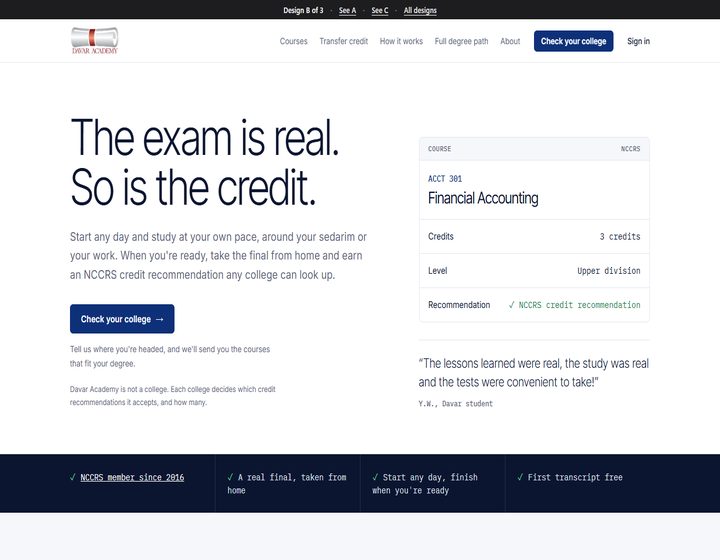 Design B of 3 · See A · See C · All designs
DAVAR ACADEMY
Courses Transfer credit How it works Full degree path About Check your college Sign in
The exam is real.
So is the credit.
Start any day and study at your own pace, around your sedarim or
your work. When you're ready, take the final from home and earn
an NCCRS credit recommendation any college can look up.
Check your college →
Tell us where you're headed, and we'll send you the courses
that fit your degree.
Davar Academy is not a college. Each college decides which credit
recommendations it accepts, and how many.
COURSE NCCRS
ACCT 301
Financial Accounting
Credits 3 credits
Level Upper division
Recommendation ✓ NCCRS credit recommendation
“The lessons learned were real, the study was real
and the tests were convenient to take!”
Y.W., Davar student
✓ NCCRS member since 2016
✓ A real final, taken from
home
✓ Start any day, finish
when you're ready
✓ First transcript free